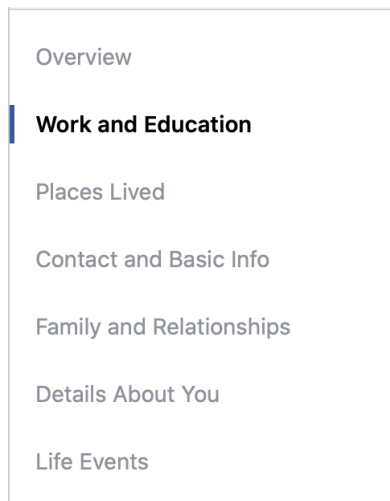 Overview
Work and Education
Places Lived
Contact and Basic Info
Family and Relationships
Details About You
Life Events